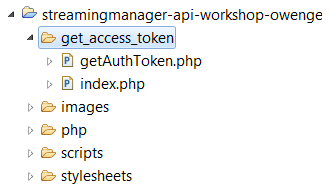 streamingmanager-api-workshop-owenge
get_access_token
getAuthToken.php
index.php
images
php
scripts
stylesheets